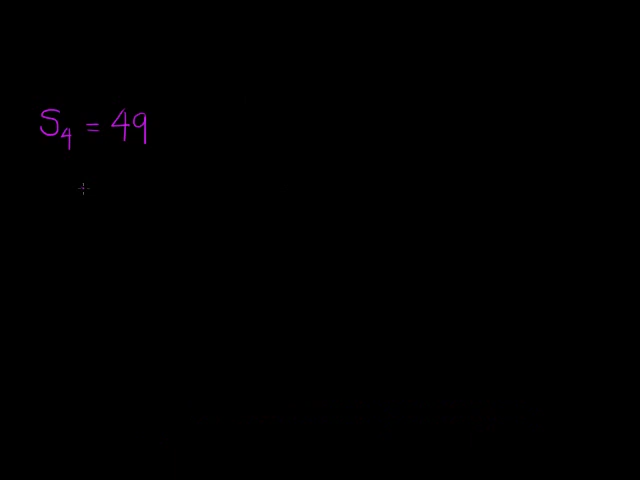 S₄ = 49